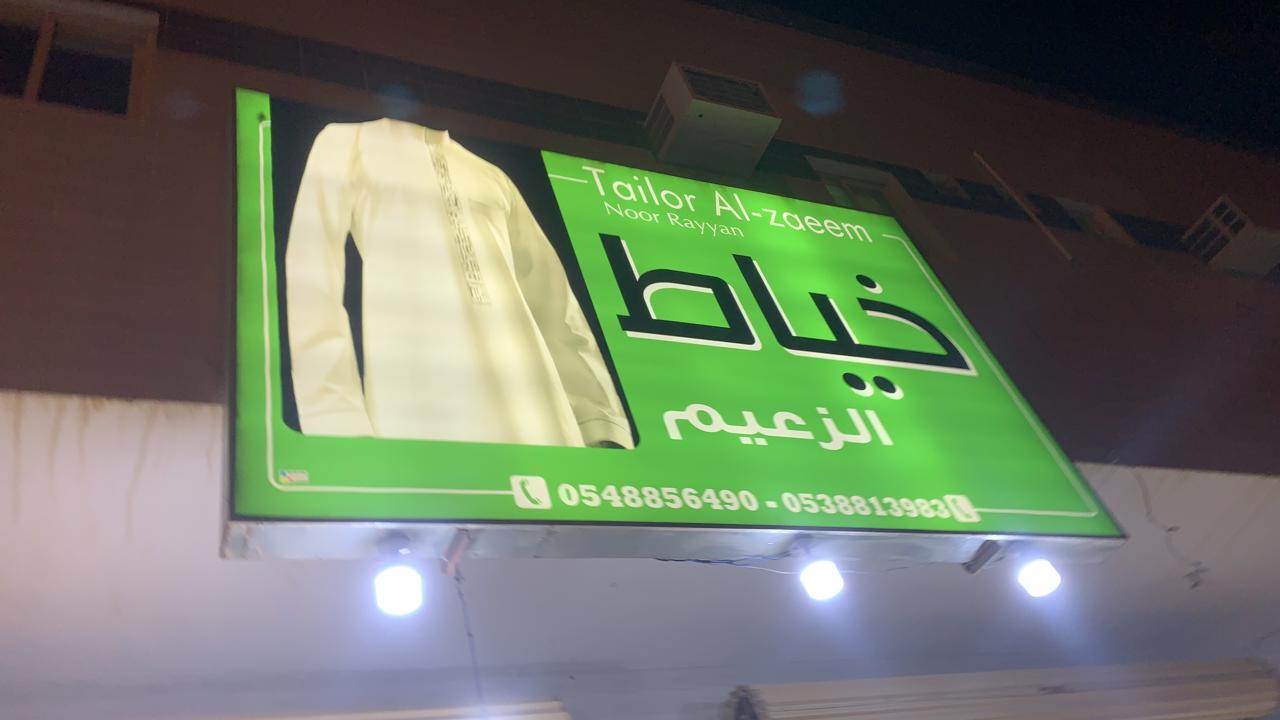 Tailor Al-zaeem
Noor Rayyan
خياط
الزعيم
0548856490 - 0538813983